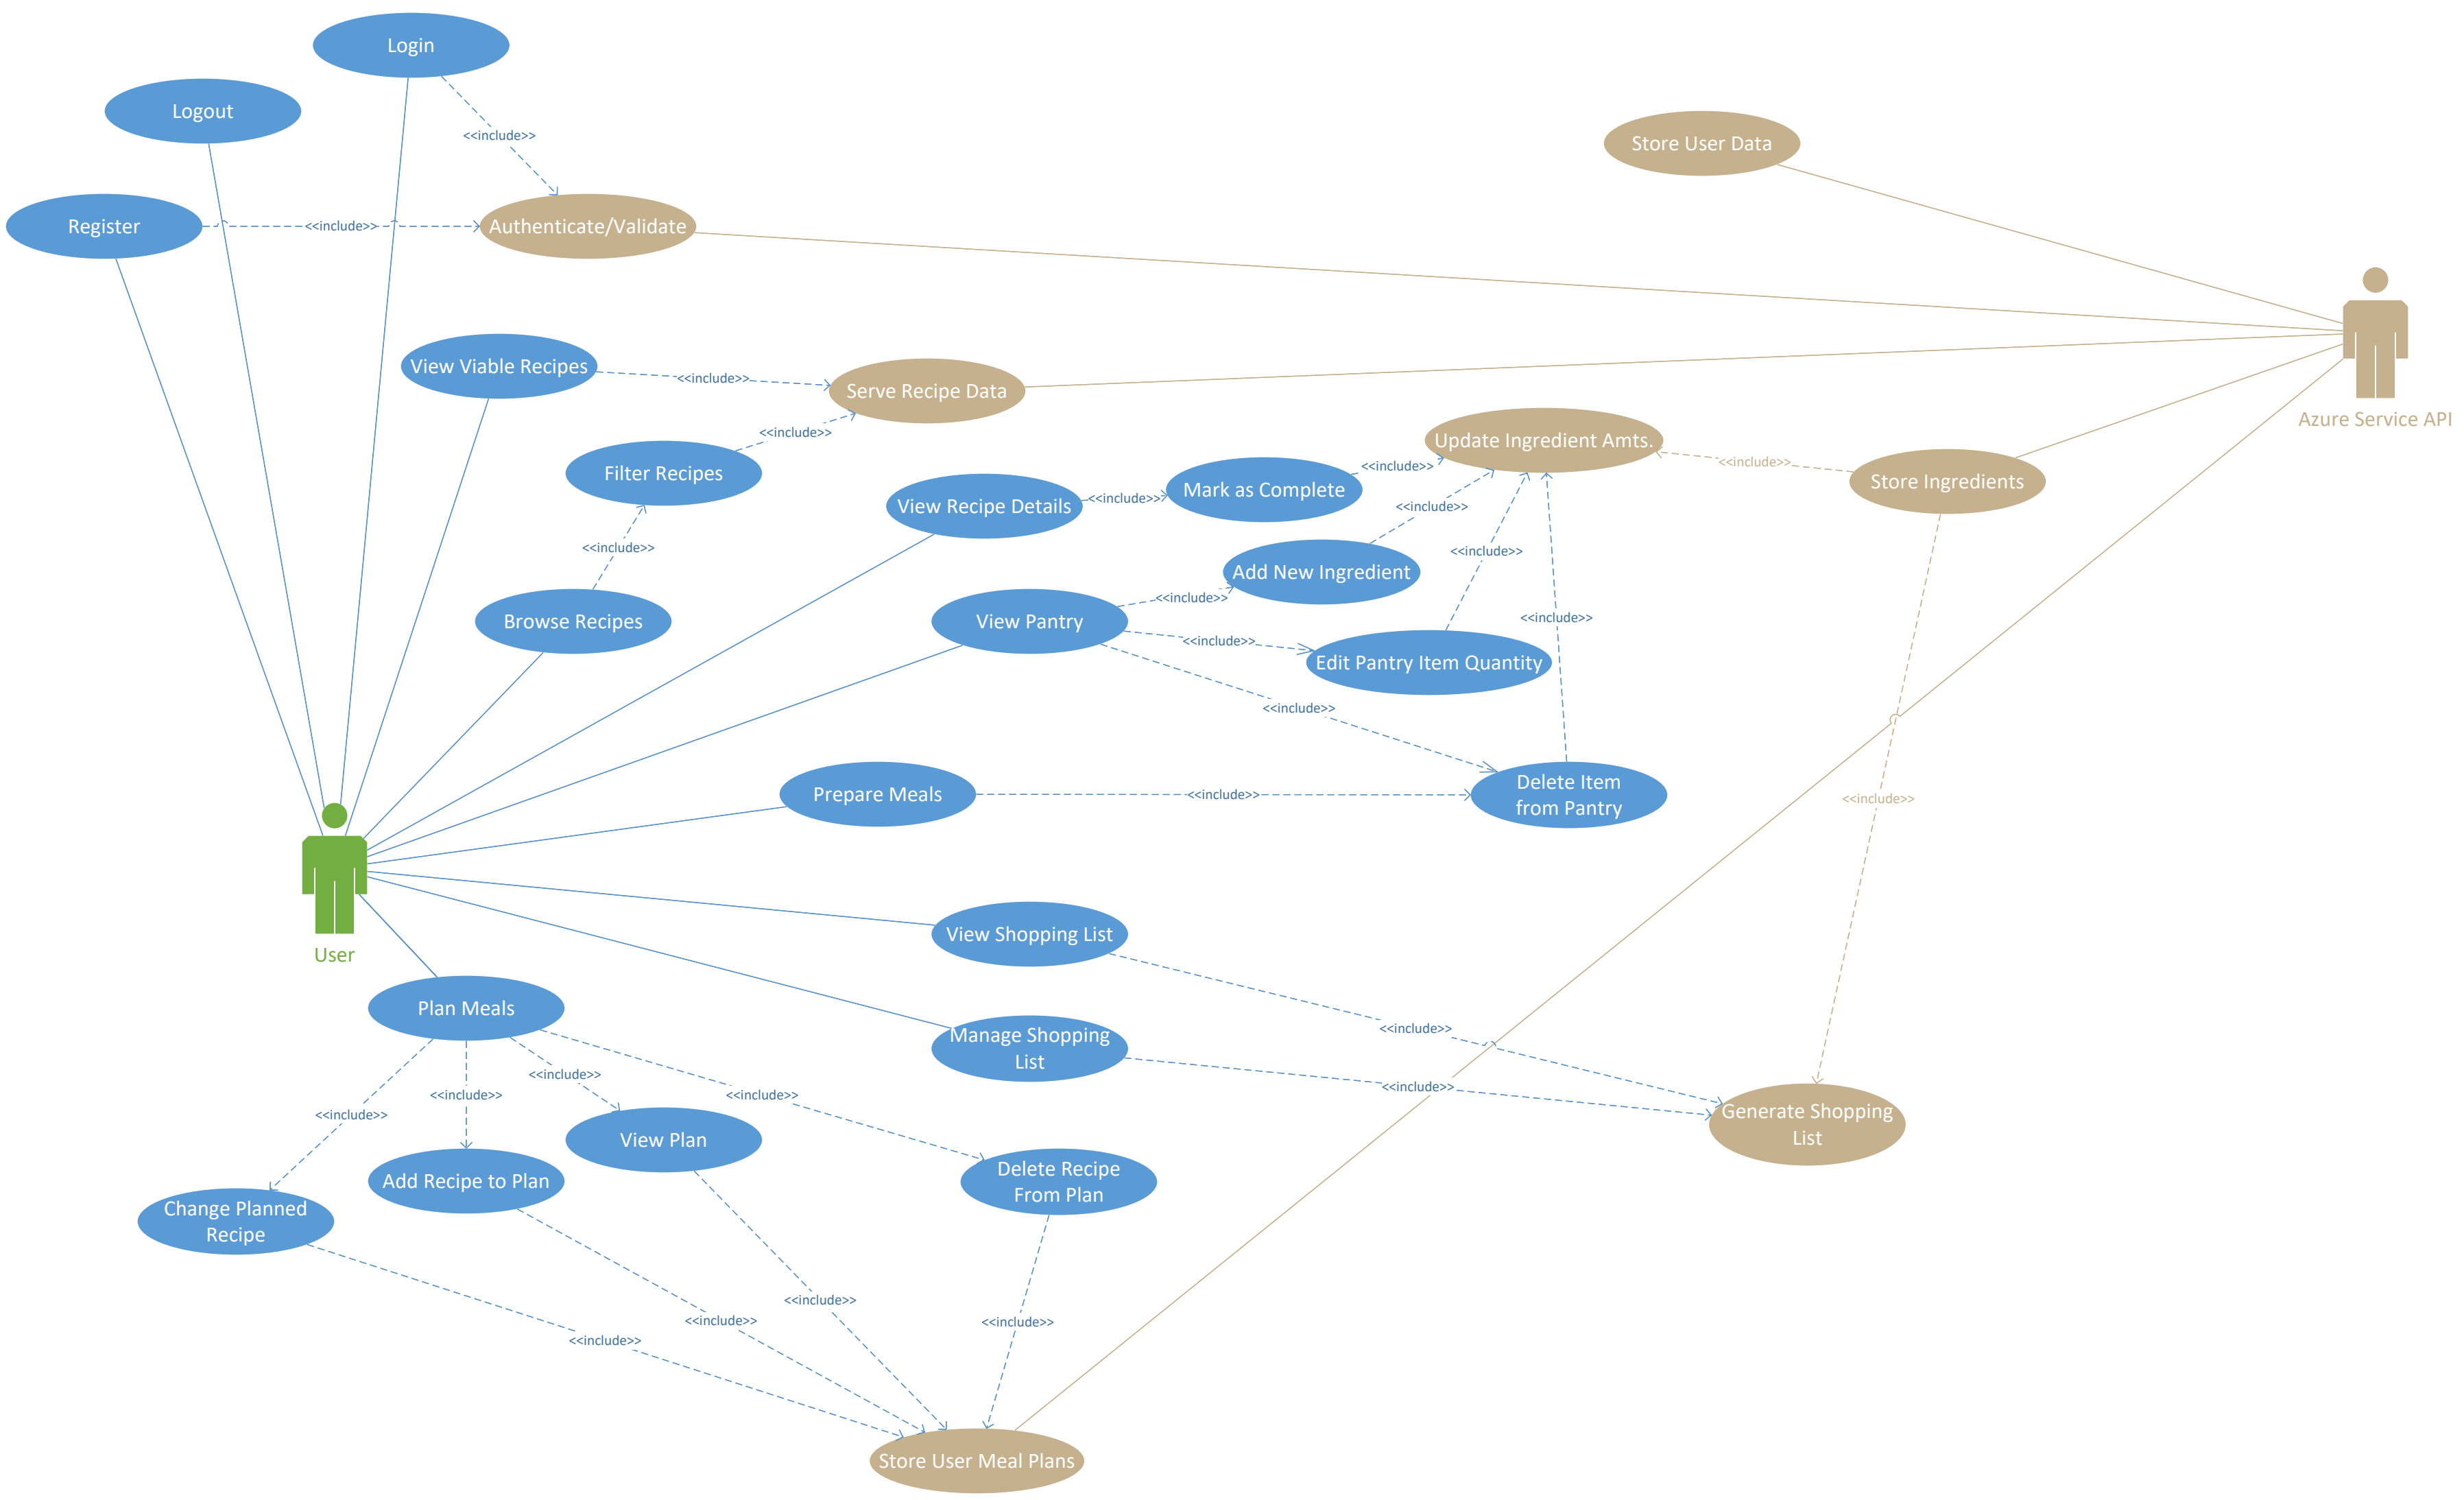 Login
Logout
<<include>>
Store User Data
Register
<<include>>
Authenticate/Validate
View Viable Recipes
<<include>>
Serve Recipe Data
Azure Service API
<<include>>
Update Ingredient Amts.
Filter Recipes
<<include>>
<<include>>
Store Ingredients
Mark as Complete
View Recipe Details
<<include>>
<<include>>
<<include>>
<<include>>
Add New Ingredient
<<include>>
Browse Recipes
View Pantry
<<include>>
<<include>>
Edit Pantry Item Quantity
<<include>>
Prepare Meals
<<include>>
Delete Item
from Pantry
<<include>>
View Shopping List
User
Plan Meals
<<include>>
Manage Shopping
List
<<include>>
<<include>>
<<include>>
<<include>>
<<include>>
Generate Shopping
List
View Plan
Add Recipe to Plan
Delete Recipe
From Plan
Change Planned
Recipe
<<include>>
<<include>>
<<include>>
<<include>>
Store User Meal Plans